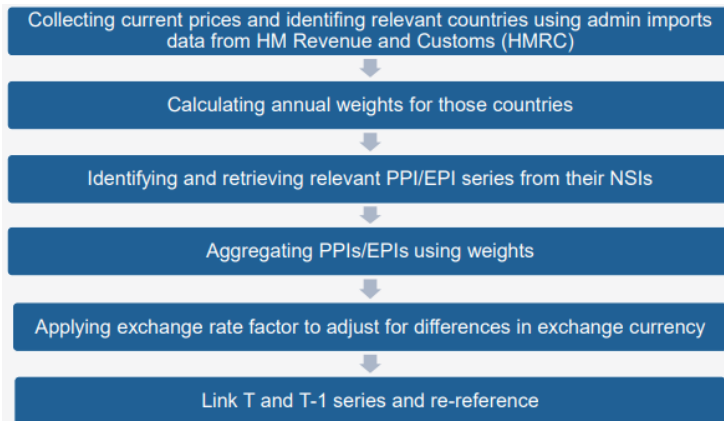 Collecting current prices and identifing relevant countries using admin imports
data from HM Revenue and Customs (HMRC)
Calculating annual weights for those countries
Identifying and retrieving relevant PPI/EPI series from their NSIs
Aggregating PPIs/EPIs using weights
Applying exchange rate factor to adjust for differences in exchange currency
Link T and T-1 series and re-reference